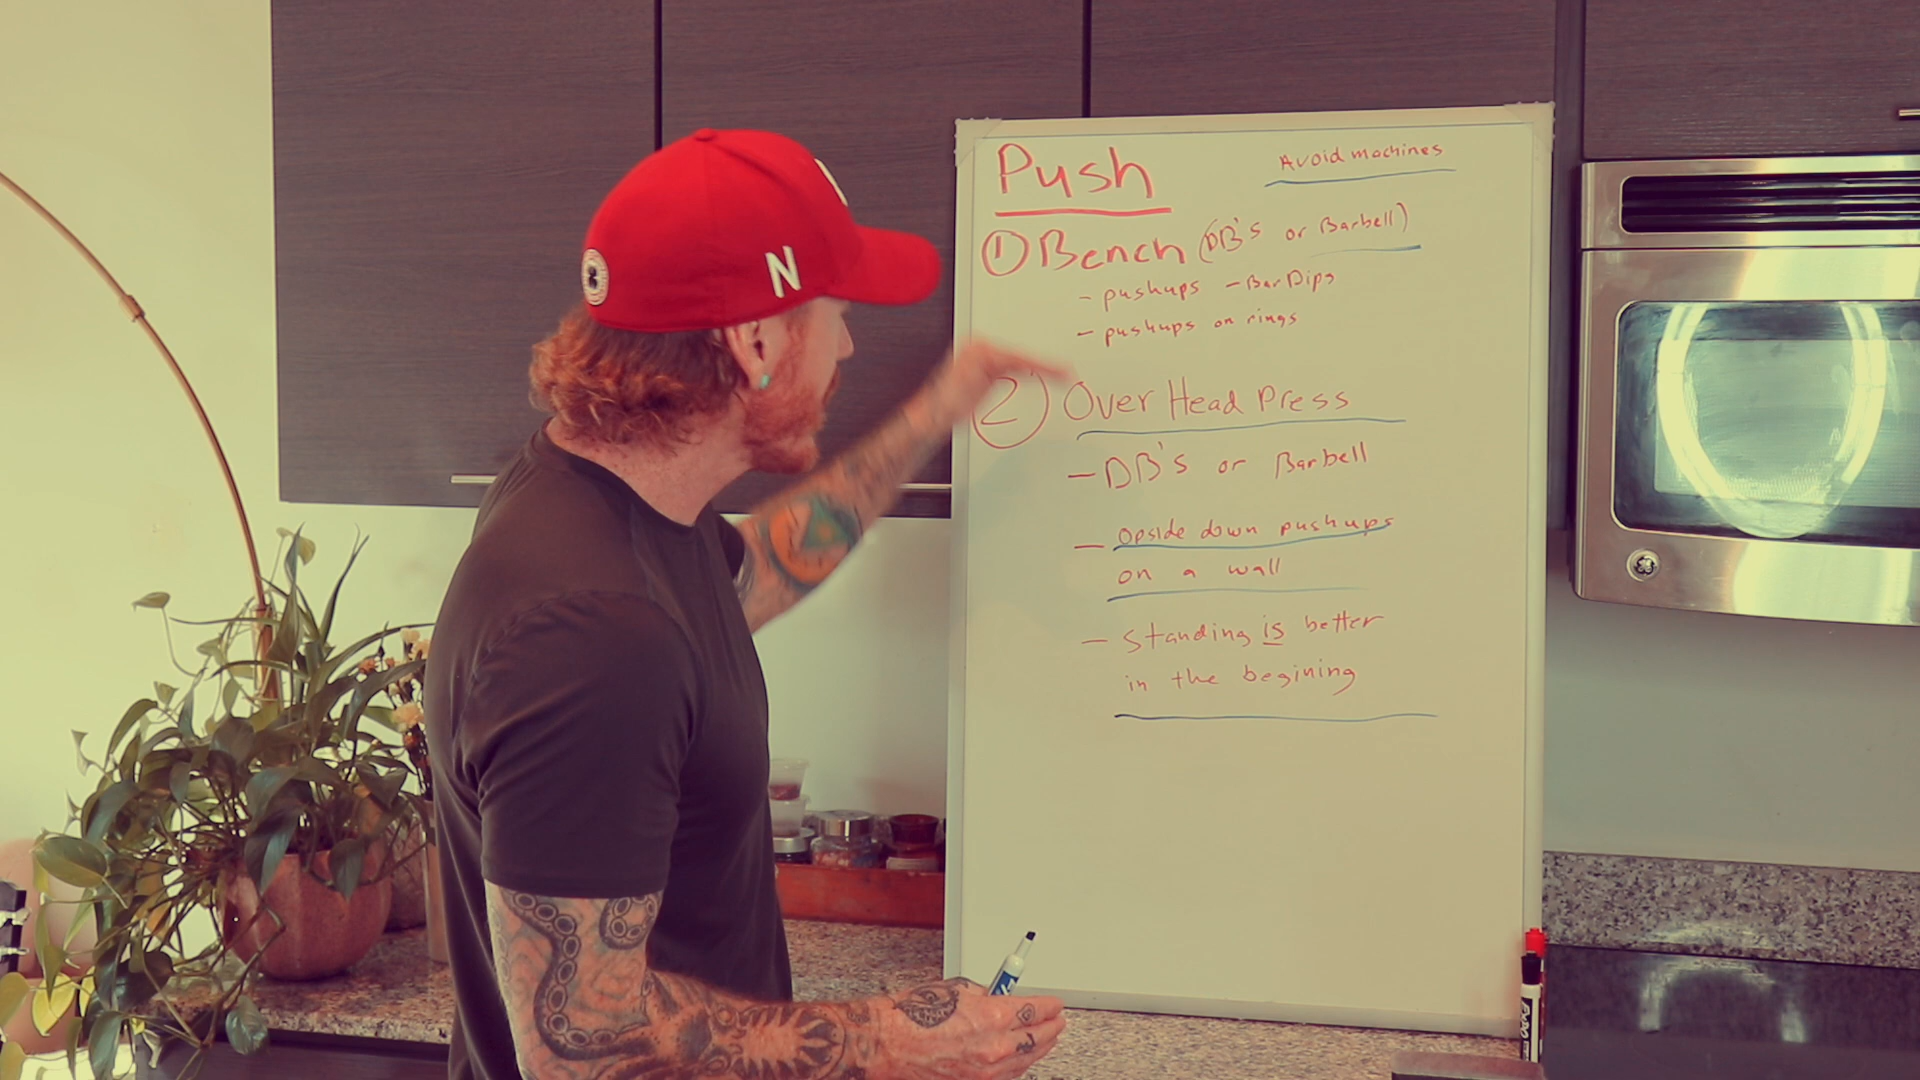 Push
Avoid machines
① Bench (DB's or Barbell)
- pushups - Bar Dips
- pushups on rings
② Over Head Press
- DB's or Barbell
- Opside down pushups
on a wall
- Standing is better
in the begining
N